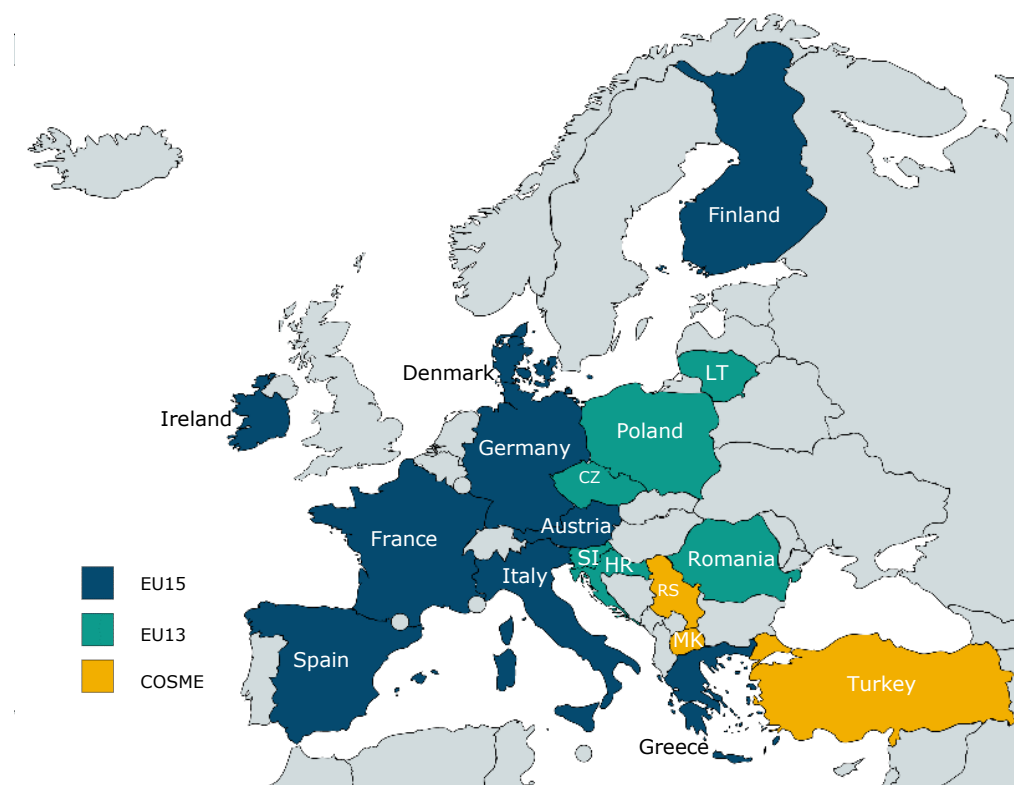 Finland
Denmark
LT
Ireland
Poland
Germany
CZ
Austria
France
SI
HR
Romania
Italy
EU15
RS
EU13
MK
Spain
COSME
Turkey
Greece